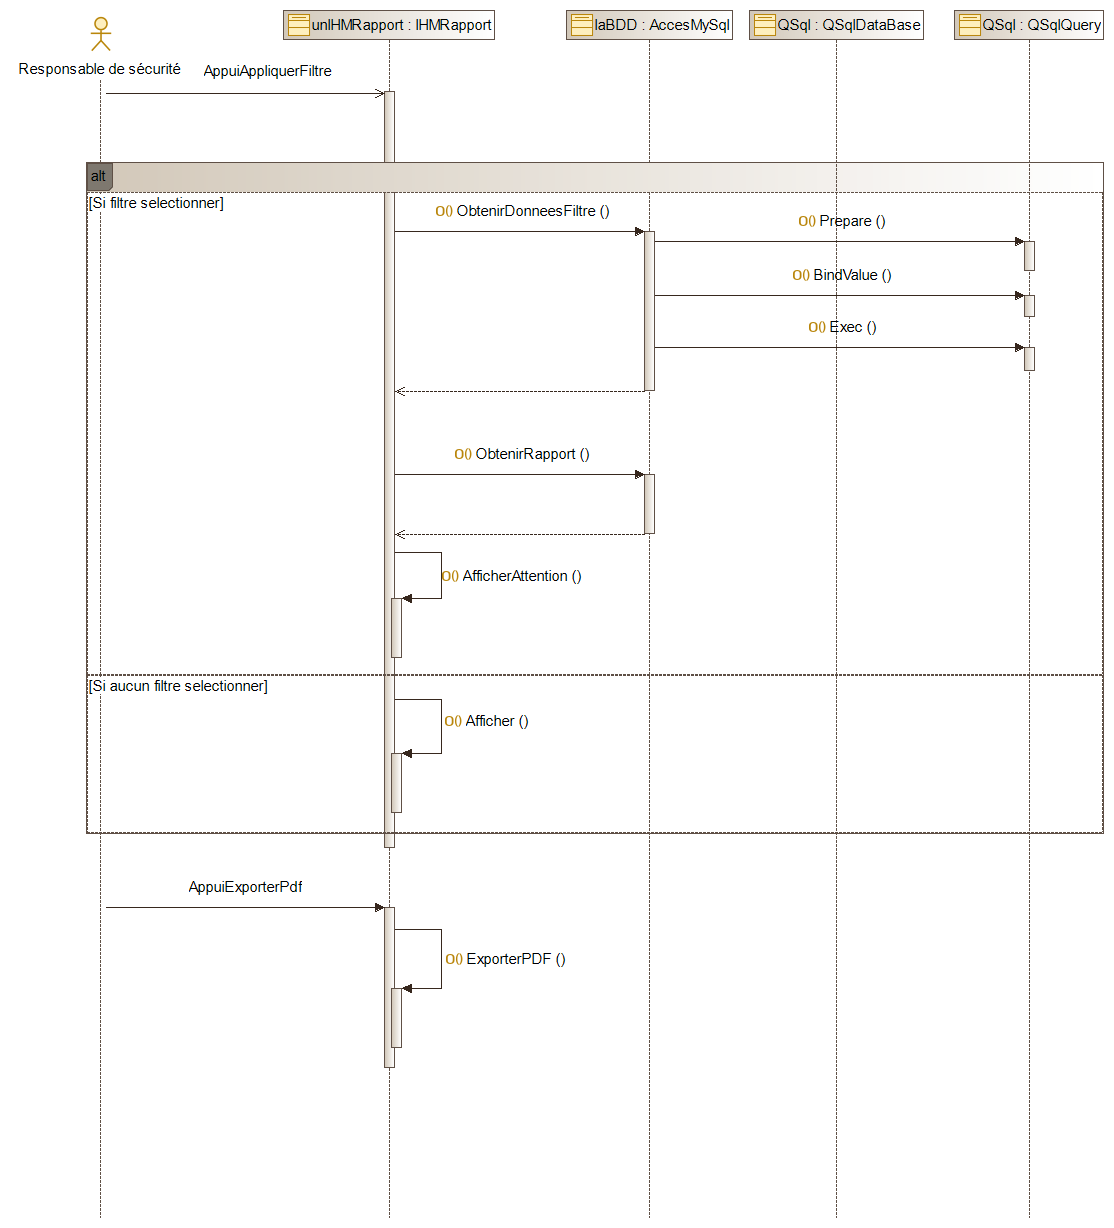 unIHMRapport : IHMRapport
laBDD : AccesMySql
QSql : QSqlDataBase
QSql : QSqlQuery
Responsable de sécurité
AppuiAppliquerFiltre
alt
[Si filtre selectionner]
O() ObtenirDonneesFiltre ()
O() Prepare ()
O() BindValue ()
O() Exec ()
O() ObtenirRapport ()
O() AfficherAttention ()
[Si aucun filtre selectionner]
O() Afficher ()
AppuiExporterPdf
O() ExporterPDF ()